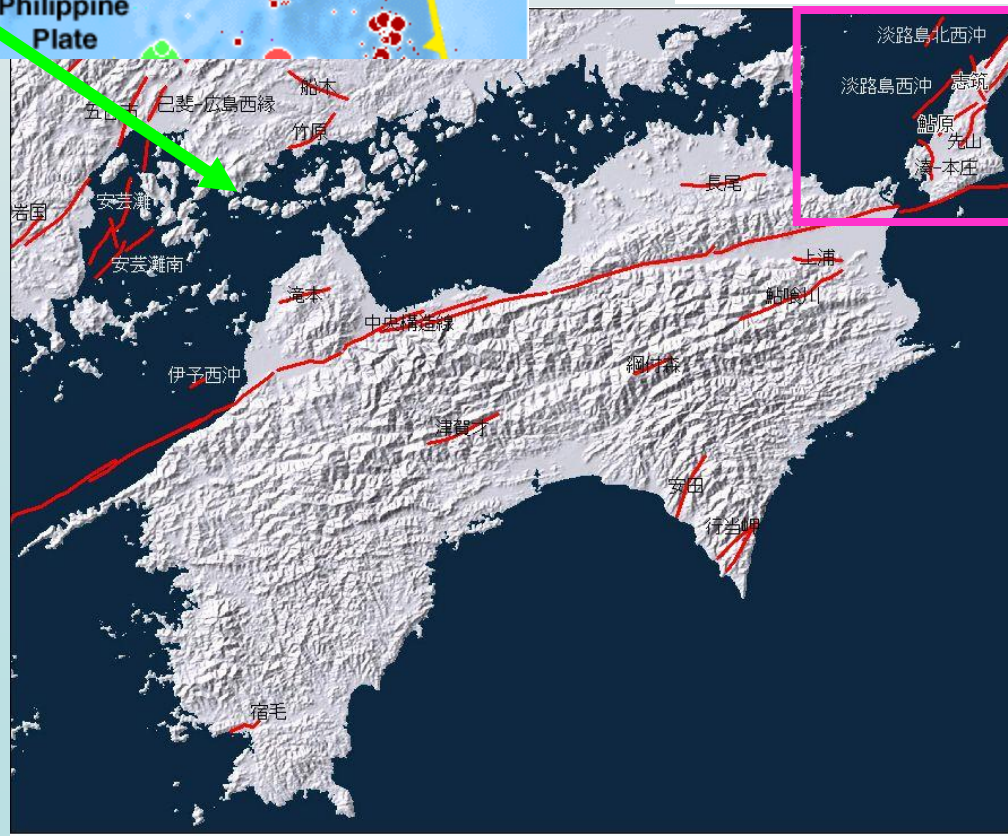 Philippine
Plate
淡路島北西沖
淡路島西沖
志筑
鮎原
先山
湊-本庄
船木
五日市
己斐-広島西縁
竹原
長尾
安芸灘
岩国
安芸灘南
上浦
滝本
鮎喰川
中央構造線
綱付森
伊予西沖
津賀才
安田
行当岬
宿毛